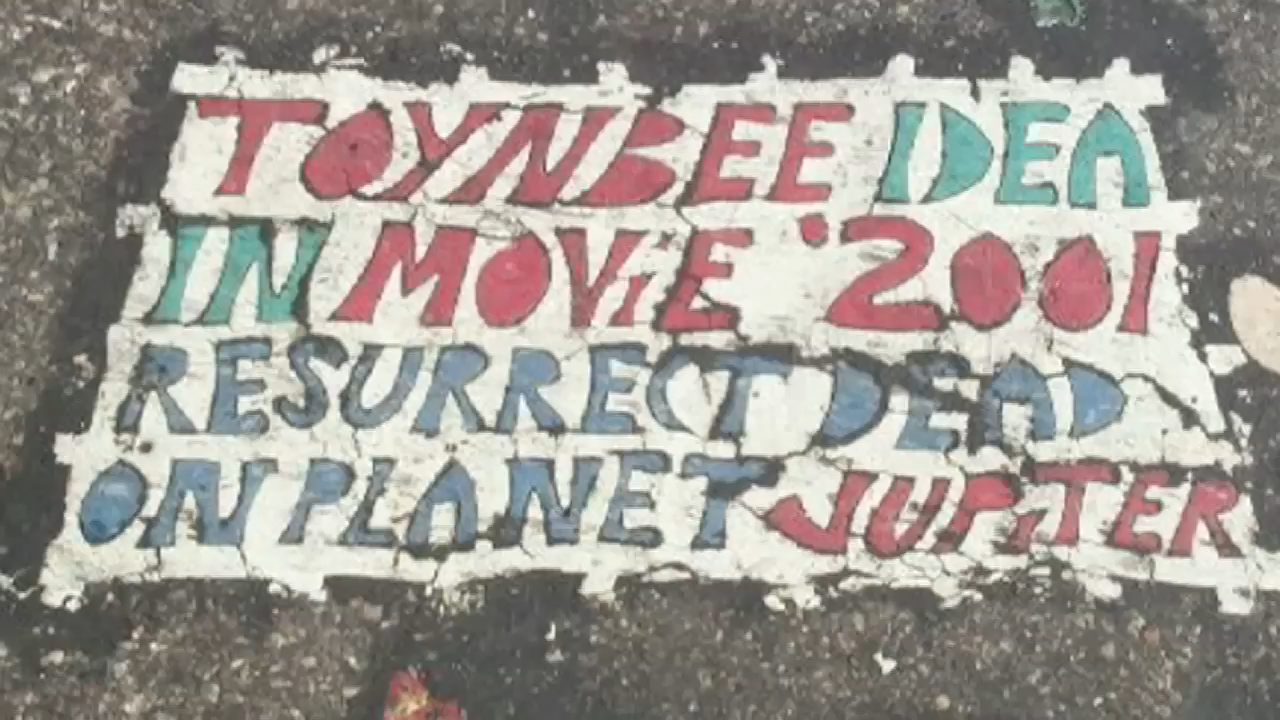 TOYNBEE IDEA
IN MOViE '2001
RESURRECT DEAD
ON PLANET JUPiTER